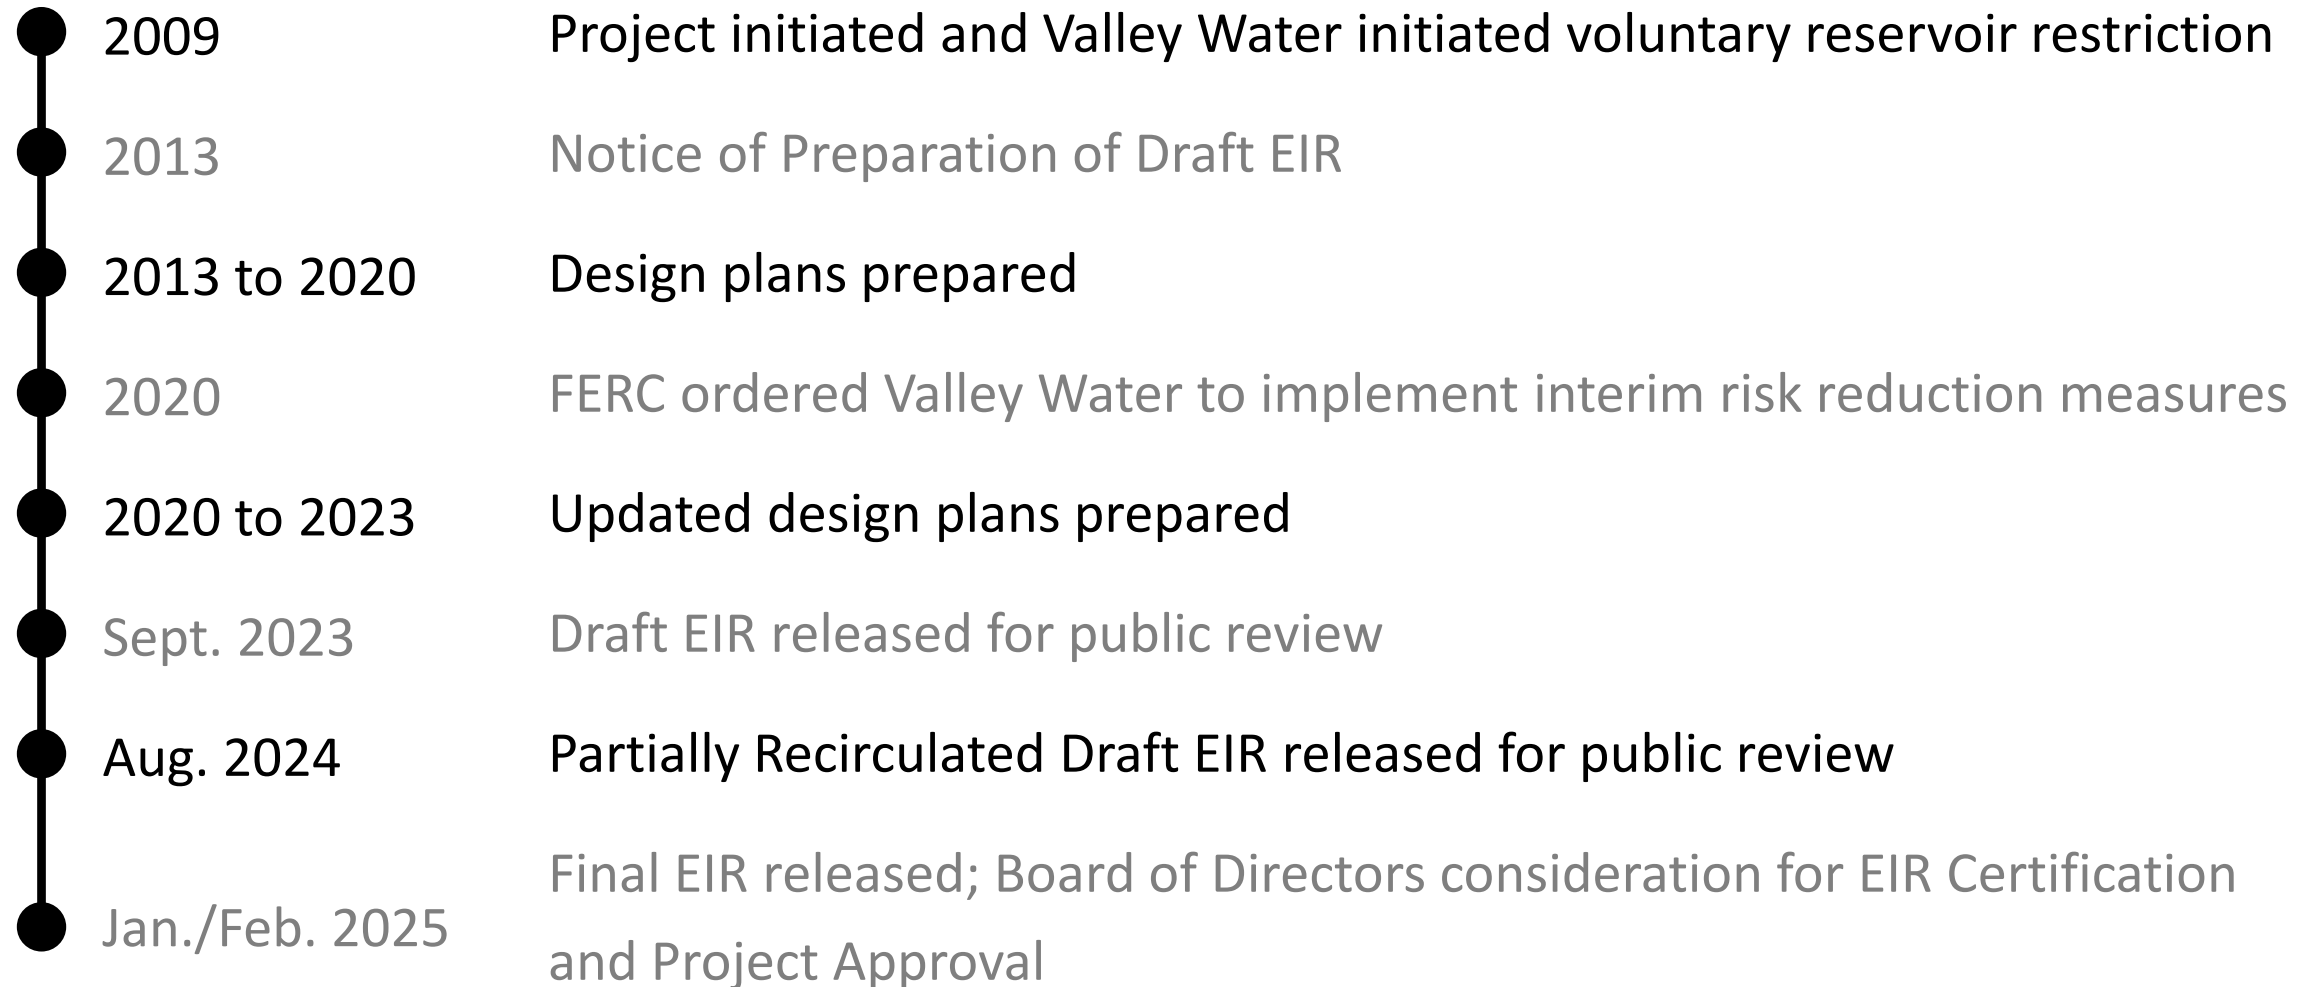 2009 Project initiated and Valley Water initiated voluntary reservoir restriction
2013 Notice of Preparation of Draft EIR
2013 to 2020 Design plans prepared
2020 FERC ordered Valley Water to implement interim risk reduction measures
2020 to 2023 Updated design plans prepared
Sept. 2023 Draft EIR released for public review
Aug. 2024 Partially Recirculated Draft EIR released for public review
Jan./Feb. 2025 Final EIR released; Board of Directors consideration for EIR Certification
and Project Approval